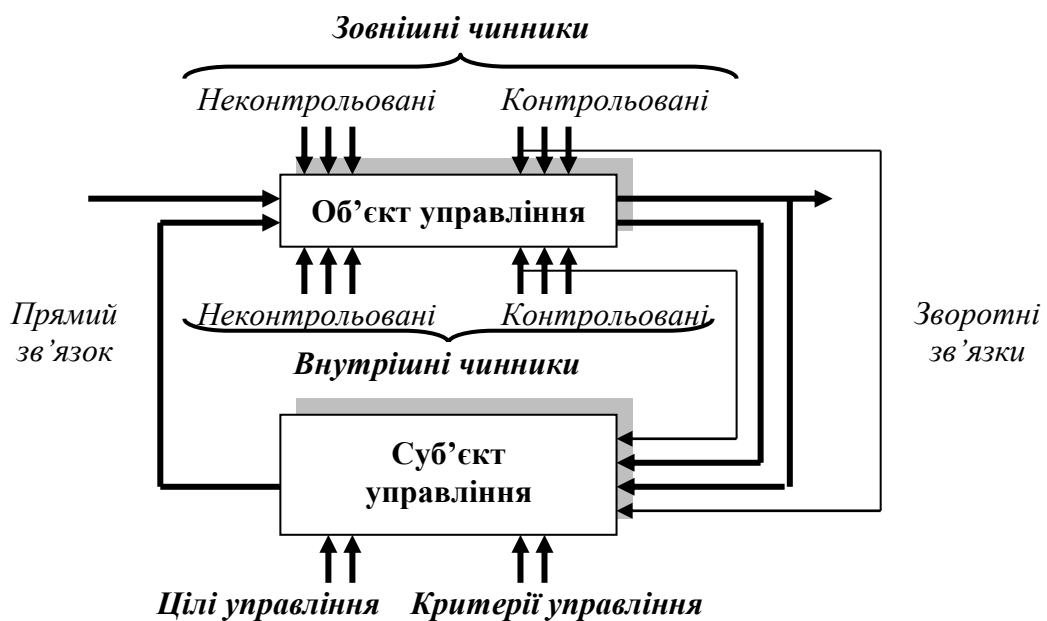 Зовнішні чинники
Неконтрольовані Контрольовані
Об’єкт управління
Неконтрольовані Контрольовані
Внутрішні чинники
Прямий
зв’язок
Зворотні
зв’язки
Суб’єкт
управління
Цілі управління Критерії управління